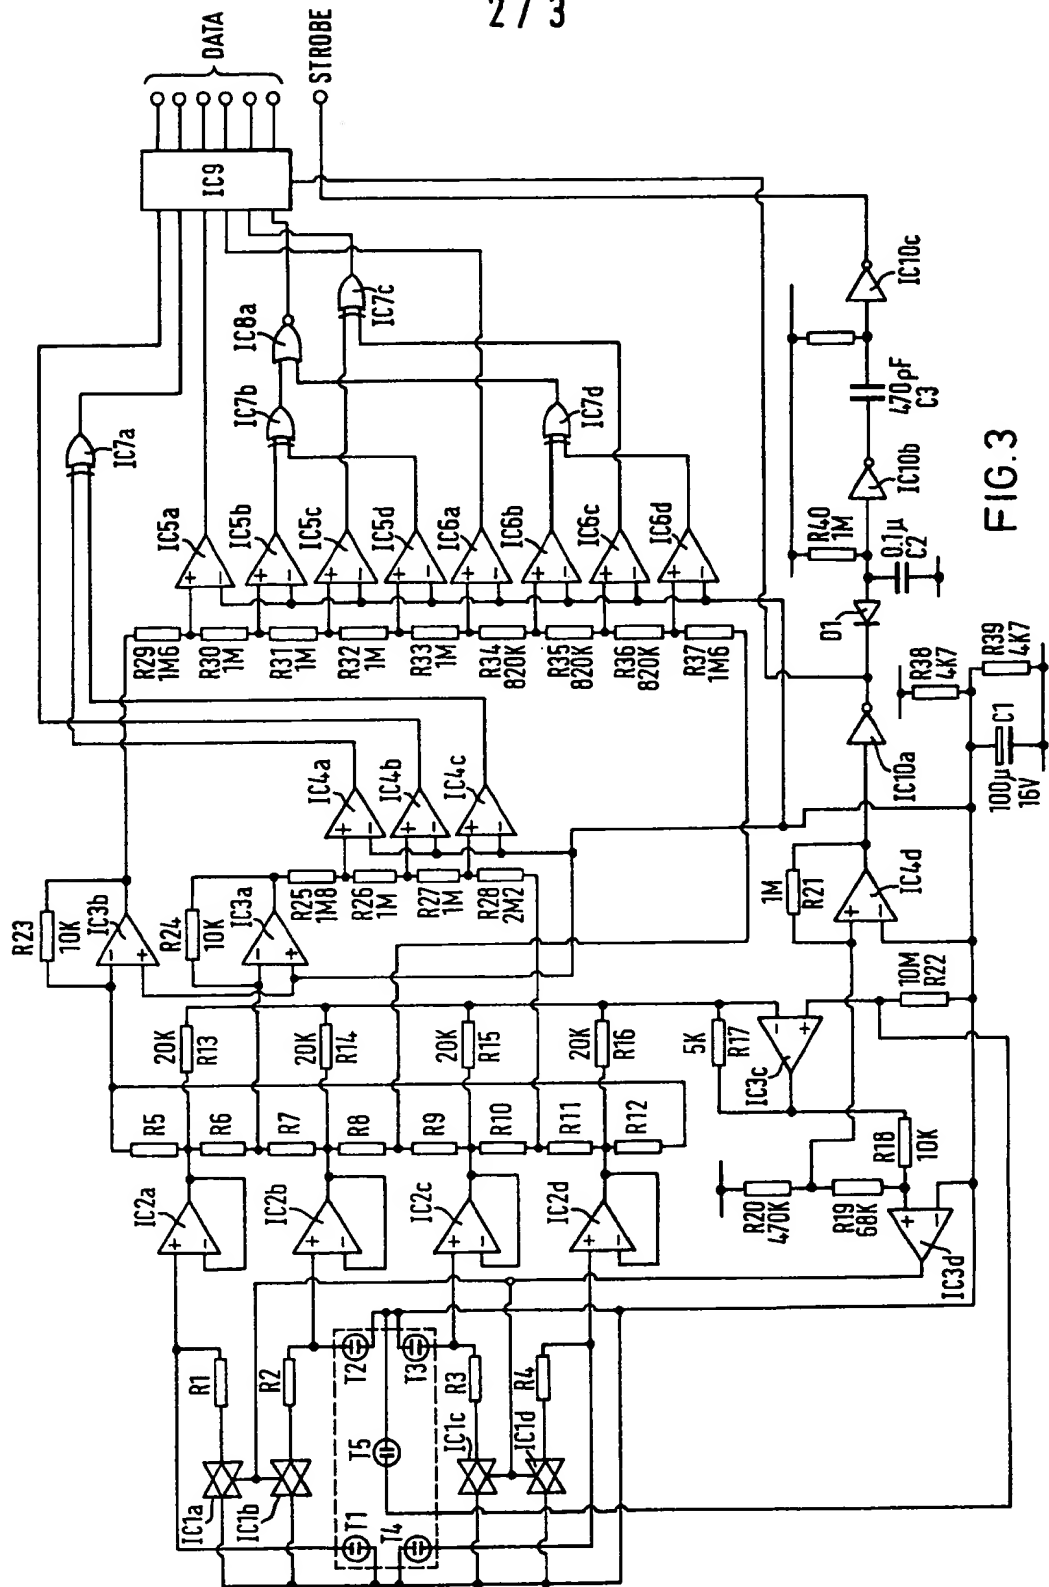 2 / 3
DATA
STROBE
IC9
IC7a
IC8a
IC7b
IC7c
IC7d
IC5a
IC5b
IC5c
IC5d
IC6a
IC6b
IC6c
IC6d
R29
1M6
R30
1M
R31
1M
R32
1M
R33
1M
R34
820K
R35
820K
R36
820K
R37
1M6
IC4a
IC4b
IC4c
R23
10K
IC3b
R24
10K
IC3a
R25
1M8
R26
1M
R27
1M
R28
2M2
20K
R13
20K
R14
20K
R15
20K
R16
5K
R17
IC3c
R5
R6
R7
R8
R9
R10
R11
R12
IC2a
IC2b
IC2c
IC2d
R1
R2
R3
R4
IC1a
IC1b
IC1c
IC1d
T1
T2
T3
T4
T5
R18
10K
R19
68K
R20
470K
IC3d
1M
R21
10M
R22
IC4d
IC10a
D1
R40
1M
0.1µ
C2
IC10b
470pF
C3
IC10c
R38
4K7
R39
4K7
100µ
16V
C1
+
−
+
−
+
−
+
−
−
+
−
+
−
+
+
−
+
−
+
−
+
−
+
−
+
−
+
−
+
−
+
−
+
−
+
−
+
−
+
−
FIG. 3